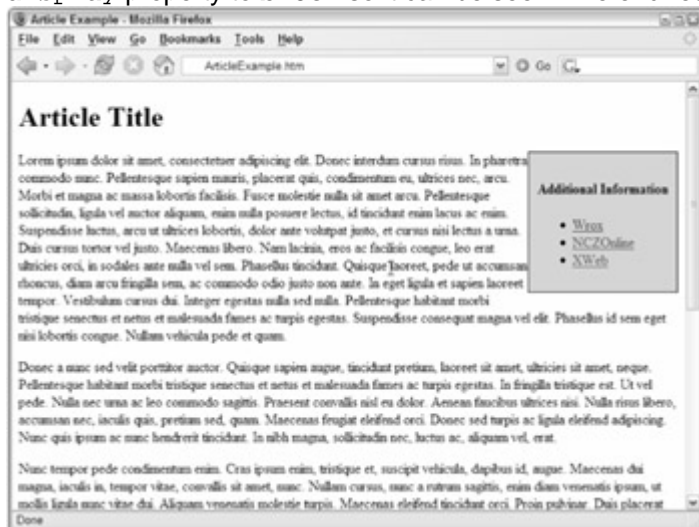 Article Example - Mozilla Firefox
File Edit View Go Bookmarks Tools Help
ArticleExample.htm Go
Article Title
Lorem ipsum dolor sit amet, consectetuer adipiscing elit. Donec interdum cursus risus. In pharetra
commodo nunc. Pellentesque sapien mauris, placerat quis, condimentum eu, ultrices nec, arcu.
Morbi et magna ac massa lobortis facilisis. Fusce molestie nulla sit amet arcu. Pellentesque
sollicitudin, ligula vel auctor aliquam, enim nulla posuere lectus, id tincidunt enim lacus ac enim.
Suspendisse luctus, arcu ut ultrices lobortis, dolor ante volutpat justo, et cursus nisi lectus a urna.
Duis cursus tortor vel justo. Maecenas libero. Nam lacinia, eros ac facilisis congue, leo erat
ultricies orci, in sodales ante nulla vel sem. Phasellus tincidunt. Quisque laoreet, pede ut accumsan
rhoncus, diam arcu fringilla sem, ac commodo odio justo non ante. In eget ligula et sapien laoreet
tempor. Vestibulum cursus dui. Integer egestas nulla sed nulla. Pellentesque habitant morbi
tristique senectus et netus et malesuada fames ac turpis egestas. Suspendisse consequat magna vel elit. Phasellus id sem eget
nisi lobortis congue. Nullam vehicula pede et quam.
Additional Information
Wrox
NCZOnline
XWeb
Donec a nunc sed velit porttitor auctor. Quisque sapien augue, tincidunt pretium, laoreet sit amet, ultricies sit amet, neque.
Pellentesque habitant morbi tristique senectus et netus et malesuada fames ac turpis egestas. In fringilla tristique est. Ut vel
pede. Nulla nec urna ac leo commodo sagittis. Praesent convallis nisl eu dolor. Aenean faucibus ultrices nisi. Nulla risus libero,
accumsan nec, iaculis quis, pretium sed, quam. Maecenas feugiat eleifend orci. Donec sed turpis ac ligula eleifend adipiscing.
Nunc quis ipsum ac nunc hendrerit tincidunt. In nibh magna, sollicitudin nec, luctus ac, aliquam vel, erat.
Nunc tempor pede condimentum enim. Cras ipsum enim, tristique et, suscipit vehicula, dapibus id, augue. Maecenas dui
magna, iaculis in, tempor vitae, convallis sit amet, nunc. Nullam cursus, nunc a rutrum sagittis, enim diam venenatis ipsum, ut
mollis ligula nunc vitae dui. Aliquam venenatis molestie turpis. Maecenas eleifend tincidunt orci. Proin pulvinar. Duis placerat
Done